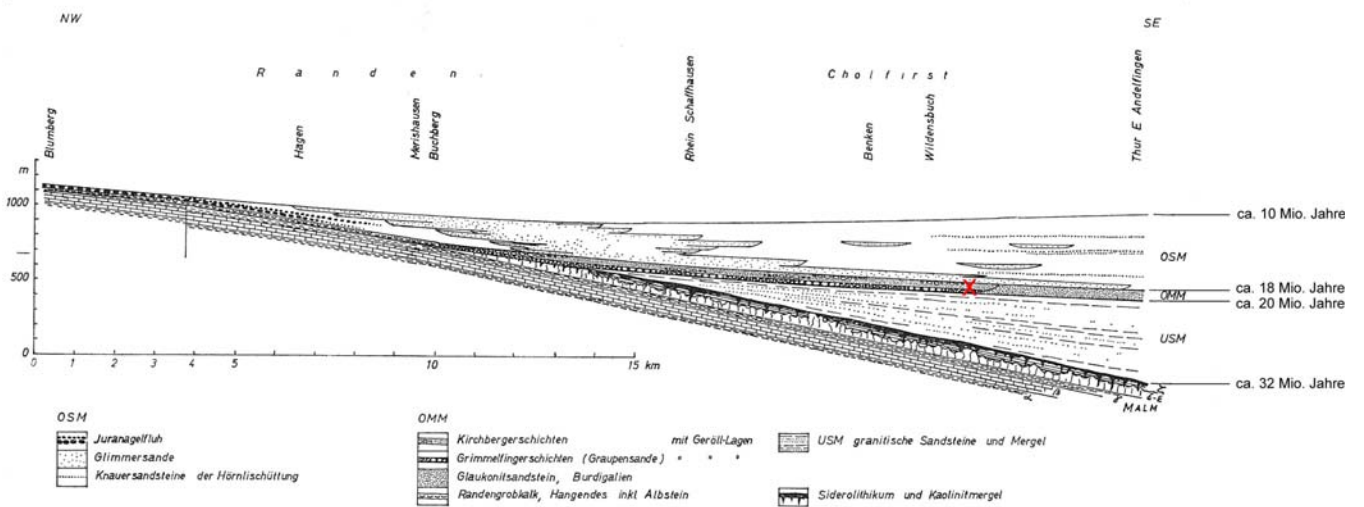 NW
SE
Randen
Cholfirst
Blumberg
Hagen
Merishausen
Buchberg
Rhein Schaffhausen
Benken
Wildensbuch
Thur E Andelfingen
m
1000
500
0
0 1 2 3 4 5 10 15 km
ca. 10 Mio. Jahre
OSM
ca. 18 Mio. Jahre
OMM
ca. 20 Mio. Jahre
USM
ca. 32 Mio. Jahre
MALM
OSM
Juranagelfluh
Glimmersande
Knauersandsteine der Hörnlischüttung
OMM
Kirchbergerschichten mit Geröll-Lagen
Grimmelfingerschichten (Graupensande) " " "
Glaukonitsandstein, Burdigalien
Randengrobkalk, Hangendes inkl Albstein
USM granitische Sandsteine und Mergel
Siderolithikum und Kaolinitmergel